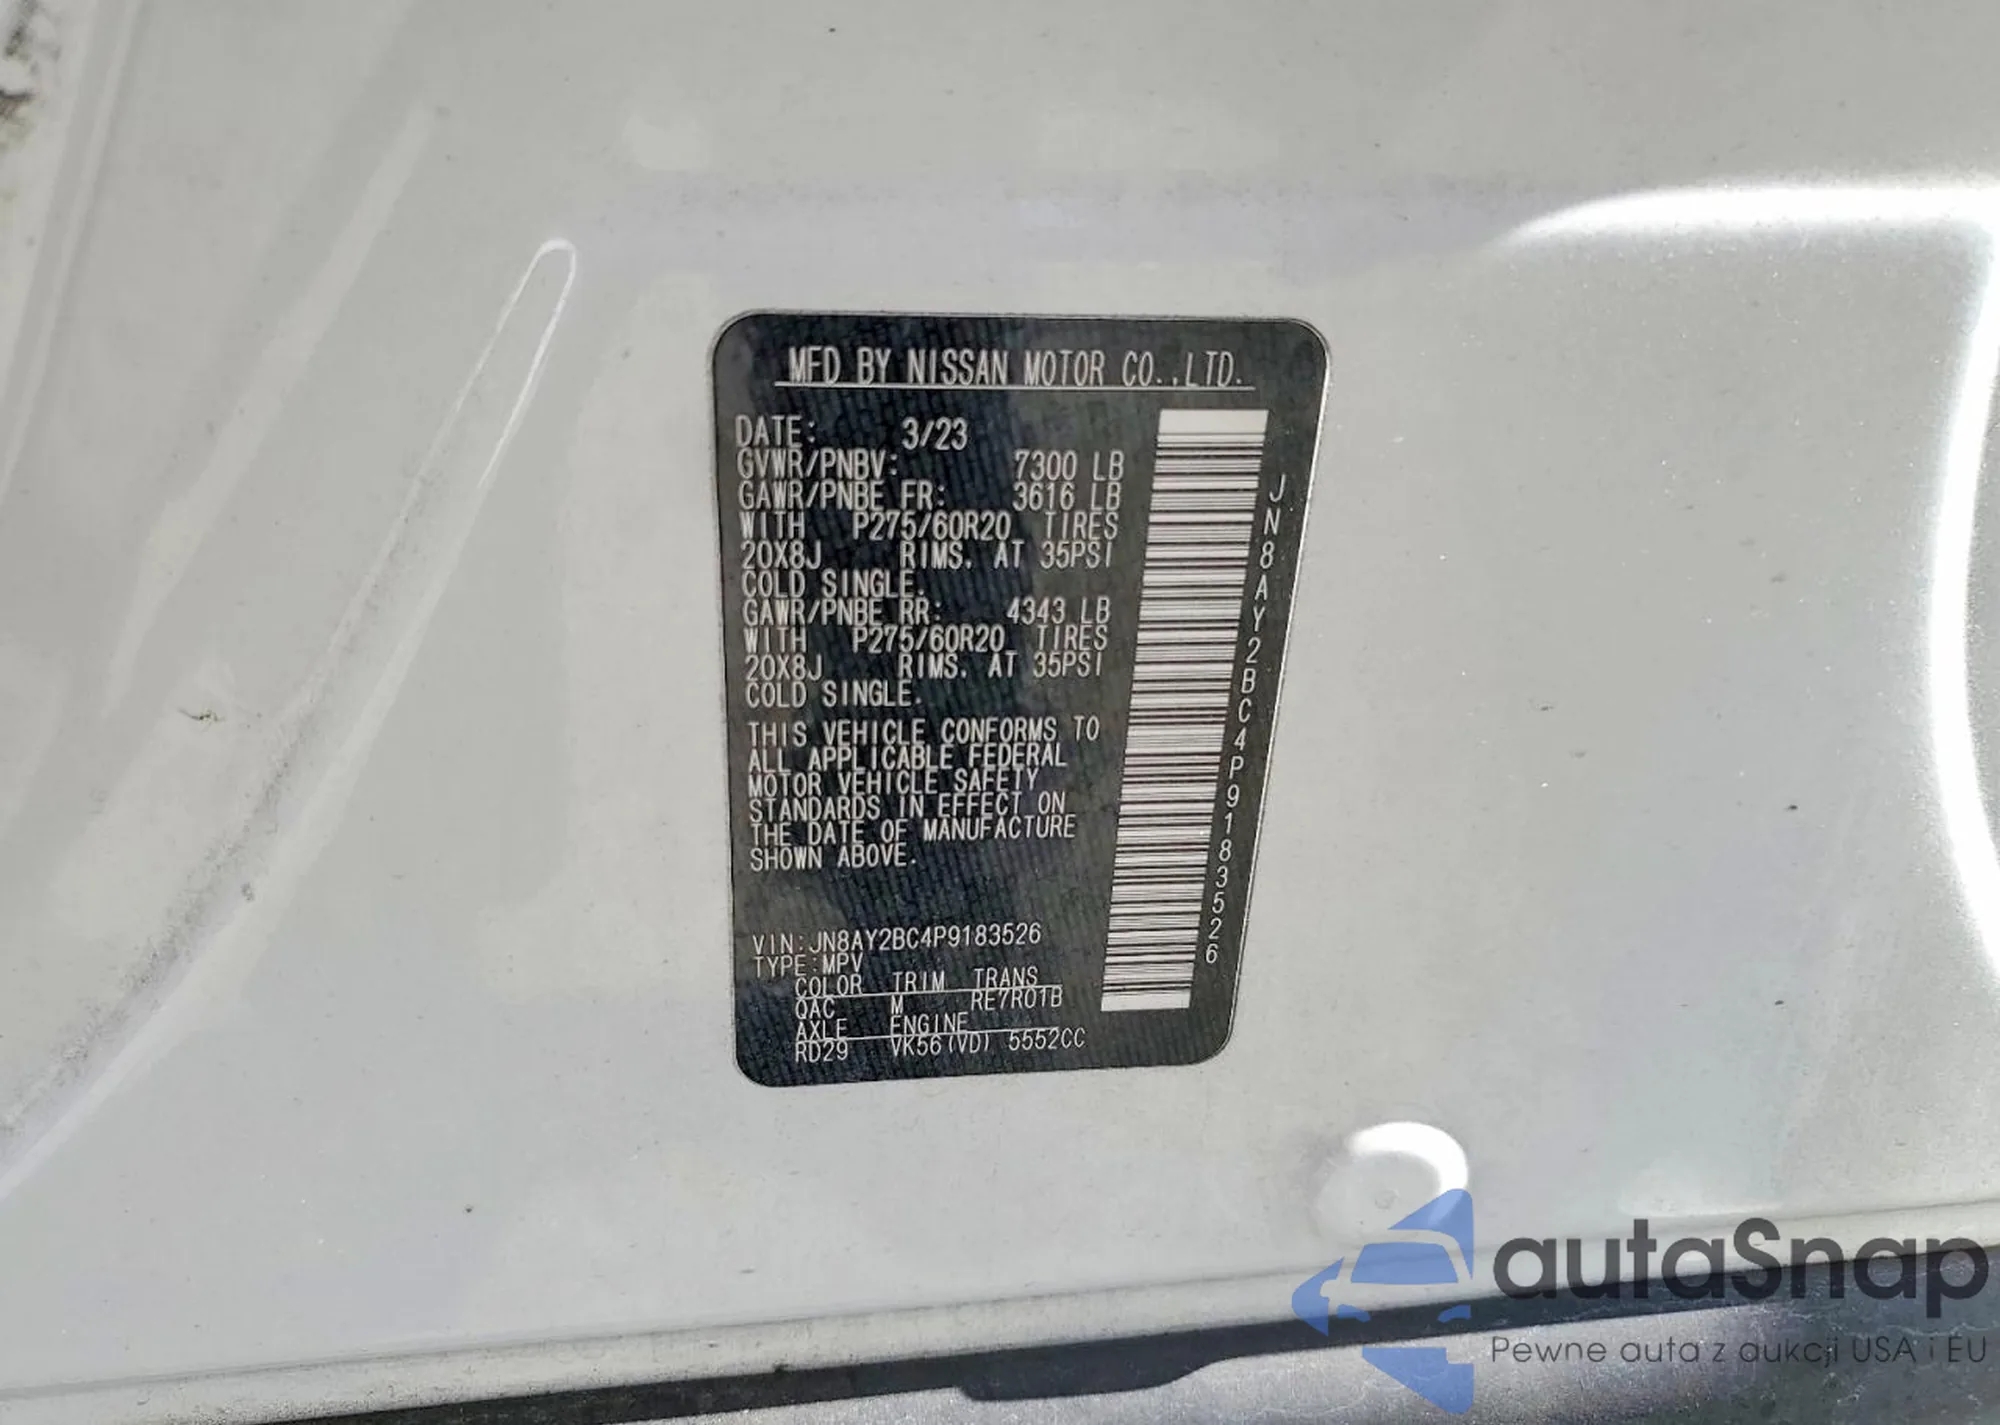 MFD BY NISSAN MOTOR CO.,LTD.
DATE: 3/23
GVWR/PNBV: 7300 LB
GAWR/PNBE FR: 3616 LB
WITH P275/60R20 TIRES
20X8J RIMS. AT 35PSI
COLD SINGLE.
GAWR/PNBE RR: 4343 LB
WITH P275/60R20 TIRES
20X8J RIMS. AT 35PSI
COLD SINGLE.
THIS VEHICLE CONFORMS TO
ALL APPLICABLE FEDERAL
MOTOR VEHICLE SAFETY
STANDARDS IN EFFECT ON
THE DATE OF MANUFACTURE
SHOWN ABOVE.
VIN:JN8AY2BC4P9183526
TYPE:MPV
COLOR TRIM TRANS
QAC M RE7R01B
AXLE ENGINE
RD29 VK56(VD) 5552CC
JN8AY2BC4P9183526
autaSnap
Pewne auta z aukcji USA i EU